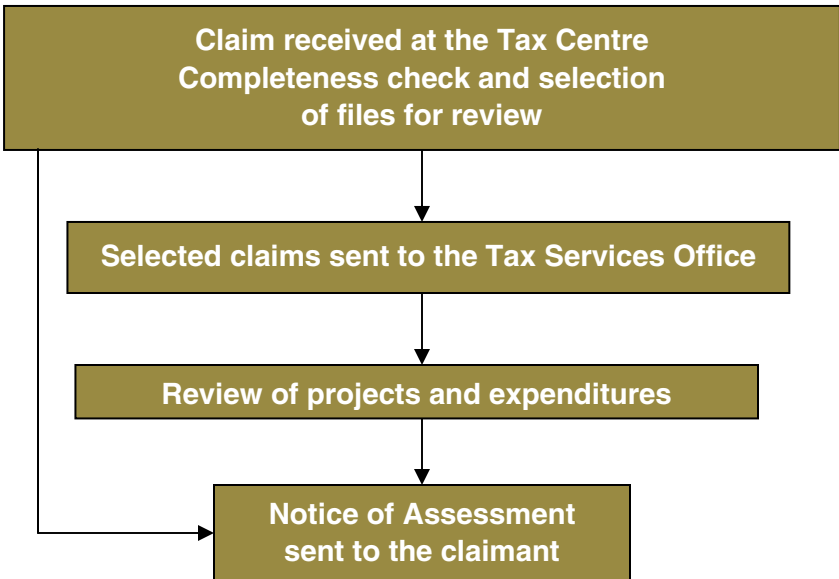 Claim received at the Tax Centre
Completeness check and selection
of files for review
Selected claims sent to the Tax Services Office
Review of projects and expenditures
Notice of Assessment
sent to the claimant